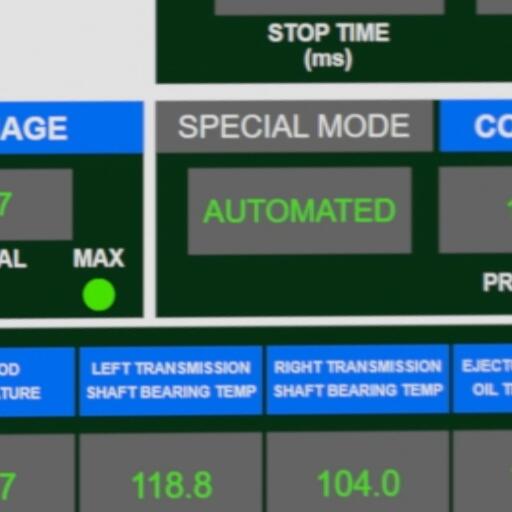 STOP TIME
(ms)
AGE
SPECIAL MODE
CO
7
AUTOMATED
AL
MAX
PR
OD
TURE
LEFT TRANSMISSION
SHAFT BEARING TEMP
RIGHT TRANSMISSION
SHAFT BEARING TEMP
EJECT
OIL T
7
118.8
104.0